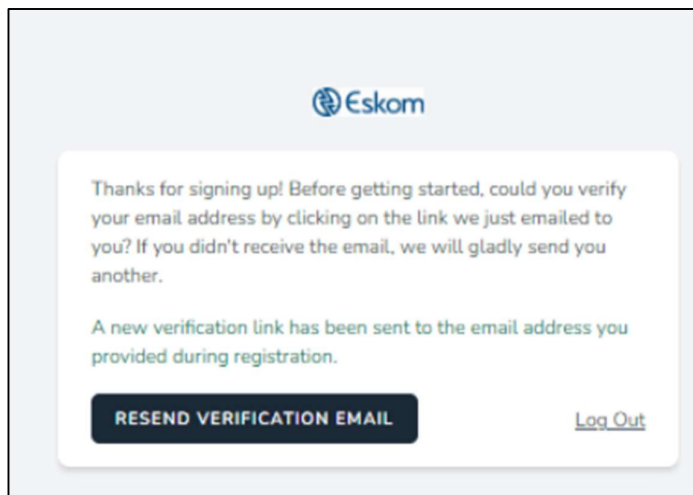 Eskom
Thanks for signing up! Before getting started, could you verify
your email address by clicking on the link we just emailed to
you? If you didn't receive the email, we will gladly send you
another.
A new verification link has been sent to the email address you
provided during registration.
RESEND VERIFICATION EMAIL
Log Out